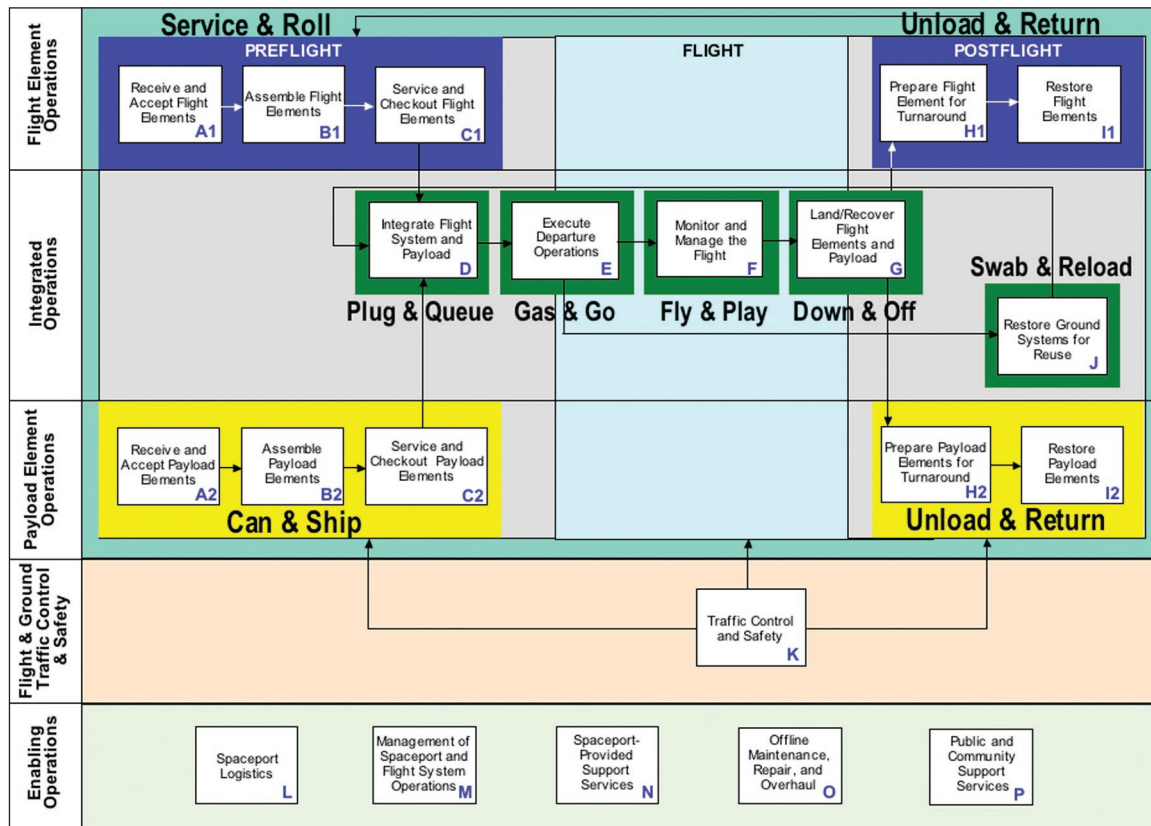 Flight Element
Operations
Service & Roll
PREFLIGHT
Receive and
Accept Flight
Elements
A1
Assemble Flight
Elements
B1
Service and
Checkout Flight
Elements
C1
FLIGHT
Unload & Return
POSTFLIGHT
Prepare Flight
Element for
Turnaround
H1
Restore
Flight
Elements
I1
Integrated
Operations
Integrate Flight
System and
Payload
D
Plug & Queue
Execute
Departure
Operations
E
Gas & Go
Monitor and
Manage the
Flight
F
Fly & Play
Land/Recover
Flight
Elements and
Payload
G
Down & Off
Swab & Reload
Restore Ground
Systems for
Reuse
J
Payload Element
Operations
Receive and
Accept Payload
Elements
A2
Assemble
Payload
Elements
B2
Service and
Checkout Payload
Elements
C2
Can & Ship
Prepare Payload
Elements for
Turnaround
H2
Restore
Payload
Elements
I2
Unload & Return
Flight & Ground
Traffic Control
& Safety
Traffic Control
and Safety
K
Enabling
Operations
Spaceport
Logistics
L
Management of
Spaceport and
Flight System
Operations
M
Spaceport-
Provided
Support
Services
N
Offline
Maintenance,
Repair, and
Overhaul
O
Public and
Community
Support
Services
P